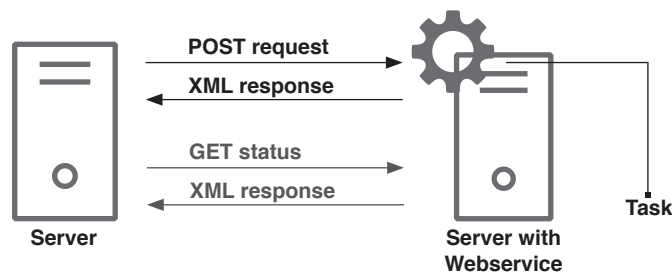 POST request
XML response
GET status
XML response
Task
Server
Server with
Webservice